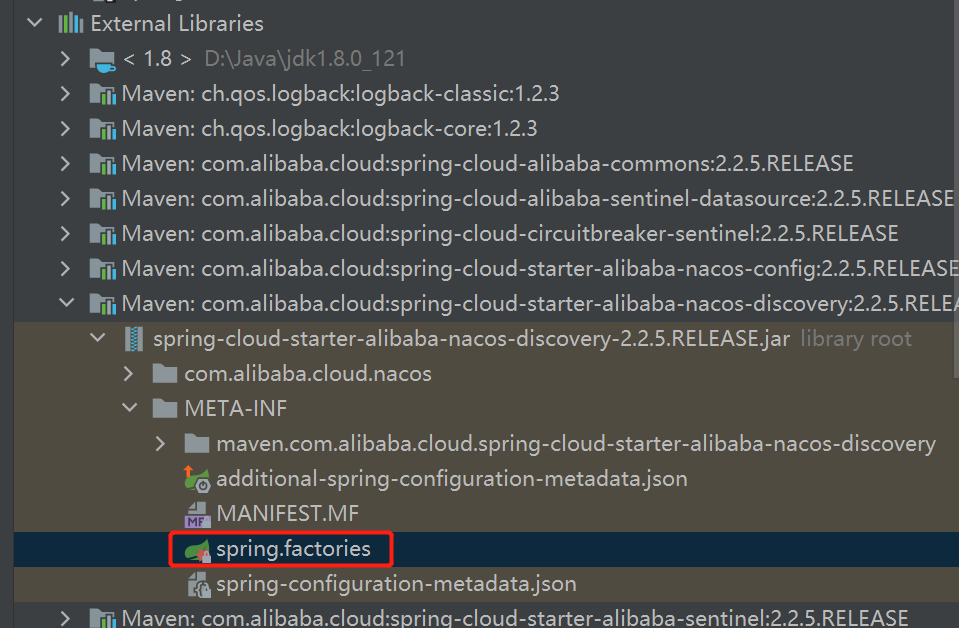 External Libraries
< 1.8 > D:\Java\jdk1.8.0_121
Maven: ch.qos.logback:logback-classic:1.2.3
Maven: ch.qos.logback:logback-core:1.2.3
Maven: com.alibaba.cloud:spring-cloud-alibaba-commons:2.2.5.RELEASE
Maven: com.alibaba.cloud:spring-cloud-alibaba-sentinel-datasource:2.2.5.RELEASE
Maven: com.alibaba.cloud:spring-cloud-circuitbreaker-sentinel:2.2.5.RELEASE
Maven: com.alibaba.cloud:spring-cloud-starter-alibaba-nacos-config:2.2.5.RELEASE
Maven: com.alibaba.cloud:spring-cloud-starter-alibaba-nacos-discovery:2.2.5.RELEA
spring-cloud-starter-alibaba-nacos-discovery-2.2.5.RELEASE.jar library root
com.alibaba.cloud.nacos
META-INF
maven.com.alibaba.cloud.spring-cloud-starter-alibaba-nacos-discovery
additional-spring-configuration-metadata.json
MF MANIFEST.MF
spring.factories
spring-configuration-metadata.json
Maven: com.alibaba.cloud:spring-cloud-starter-alibaba-sentinel:2.2.5.RELEASE